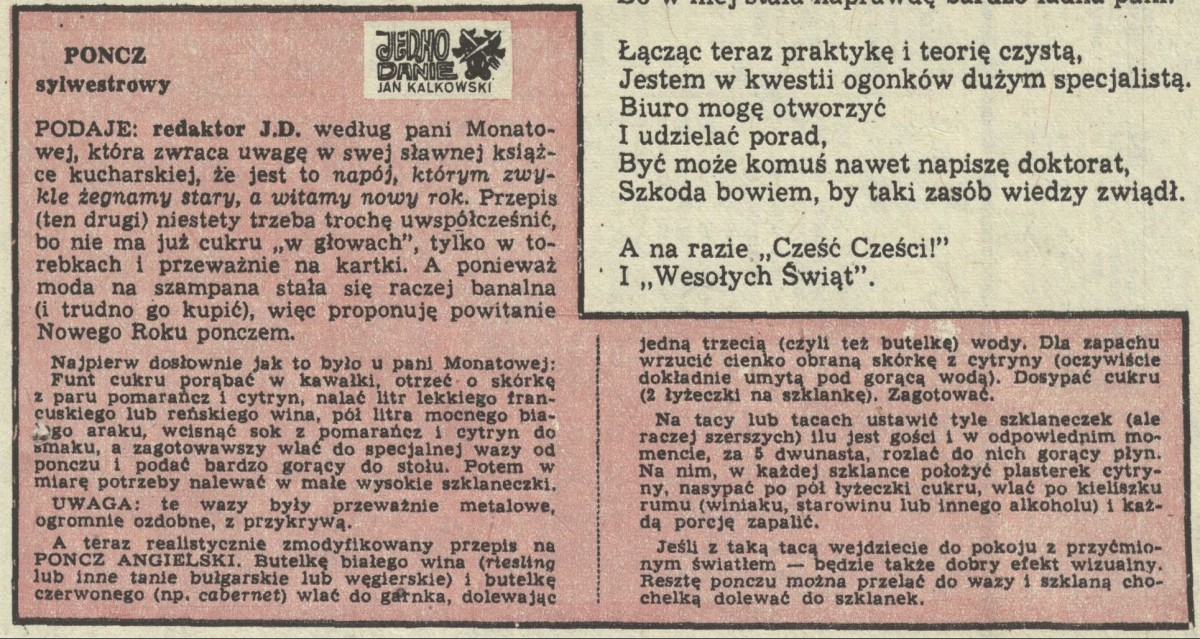 PONCZ
sylwestrowy
JEDNO
DANIE
JAN KALKOWSKI
PODAJE: redaktor J.D. według pani Monato-
wej, która zwraca uwagę w swej sławnej książ-
ce kucharskiej, że jest to napój, którym zwy-
kle żegnamy stary, a witamy nowy rok. Przepis
(ten drugi) niestety trzeba trochę uwspółcześnić,
bo nie ma już cukru „w głowach”, tylko w to-
rebkach i przeważnie na kartki. A ponieważ
moda na szampana stała się raczej banalna
(i trudno go kupić), więc proponuję powitanie
Nowego Roku ponczem.
Najpierw dosłownie jak to było u pani Monatowej:
Funt cukru porąbać w kawałki, otrzeć o skórkę
z paru pomarańcz i cytryn, nalać litr lekkiego fran-
cuskiego lub reńskiego wina, pół litra mocnego bia-
łego araku, wcisnąć sok z pomarańcz i cytryn do
smaku, a zagotowawszy wlać do specjalnej wazy od
ponczu i podać bardzo gorący do stołu. Potem w
miarę potrzeby nalewać w małe wysokie szklaneczki.
UWAGA: te wazy były przeważnie metalowe,
ogromnie ozdobne, z przykrywą.
A teraz realistycznie zmodyfikowany przepis na
PONCZ ANGIELSKI. Butelkę białego wina (riesling
lub inne tanie bułgarskie lub węgierskie) i butelkę
czerwonego (np. cabernet) wlać do garnka, dolewając
jedną trzecią (czyli też butelkę) wody. Dla zapachu
wrzucić cienko obraną skórkę z cytryny (oczywiście
dokładnie umytą pod gorącą wodą). Dosypać cukru
(2 łyżeczki na szklankę). Zagotować.
Na tacy lub tacach ustawić tyle szklaneczek (ale
raczej szerszych) ilu jest gości i w odpowiednim mo-
mencie, za 5 dwunasta, rozlać do nich gorący płyn.
Na nim, w każdej szklance położyć plasterek cytry-
ny, nasypać po pół łyżeczki cukru, wlać po kieliszku
rumu (winiaku, starowinu lub innego alkoholu) i każ-
dą porcję zapalić.
Jeśli z taką tacą wejdziecie do pokoju z przyćmio-
nym światłem — będzie także dobry efekt wizualny.
Resztę ponczu można przelać do wazy i szklaną cho-
chelką dolewać do szklanek.
Bo w niej stała naprawdę bardzo ładna pani.
Łącząc teraz praktykę i teorię czystą,
Jestem w kwestii ogonków dużym specjalistą.
Biuro mogę otworzyć
I udzielać porad,
Być może komuś nawet napiszę doktorat,
Szkoda bowiem, by taki zasób wiedzy zwiądł.
A na razie „Cześć Cześci!”
I „Wesołych Świąt”.